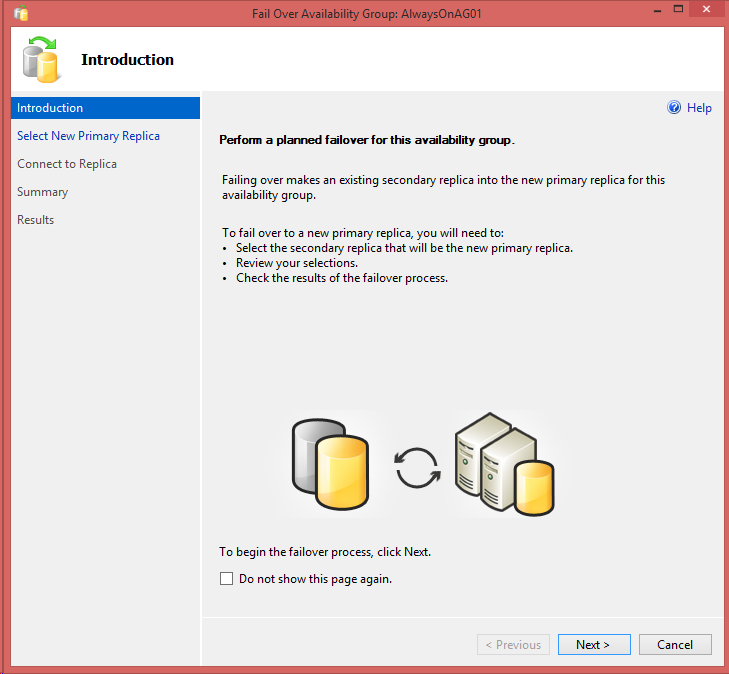 Fail Over Availability Group: AlwaysOnAG01
Introduction
Introduction
Select New Primary Replica
Connect to Replica
Summary
Results
Help
Perform a planned failover for this availability group.
Failing over makes an existing secondary replica into the new primary replica for this
availability group.
To fail over to a new primary replica, you will need to:
• Select the secondary replica that will be the new primary replica.
• Review your selections.
• Check the results of the failover process.
To begin the failover process, click Next.
Do not show this page again.
< Previous
Next >
Cancel